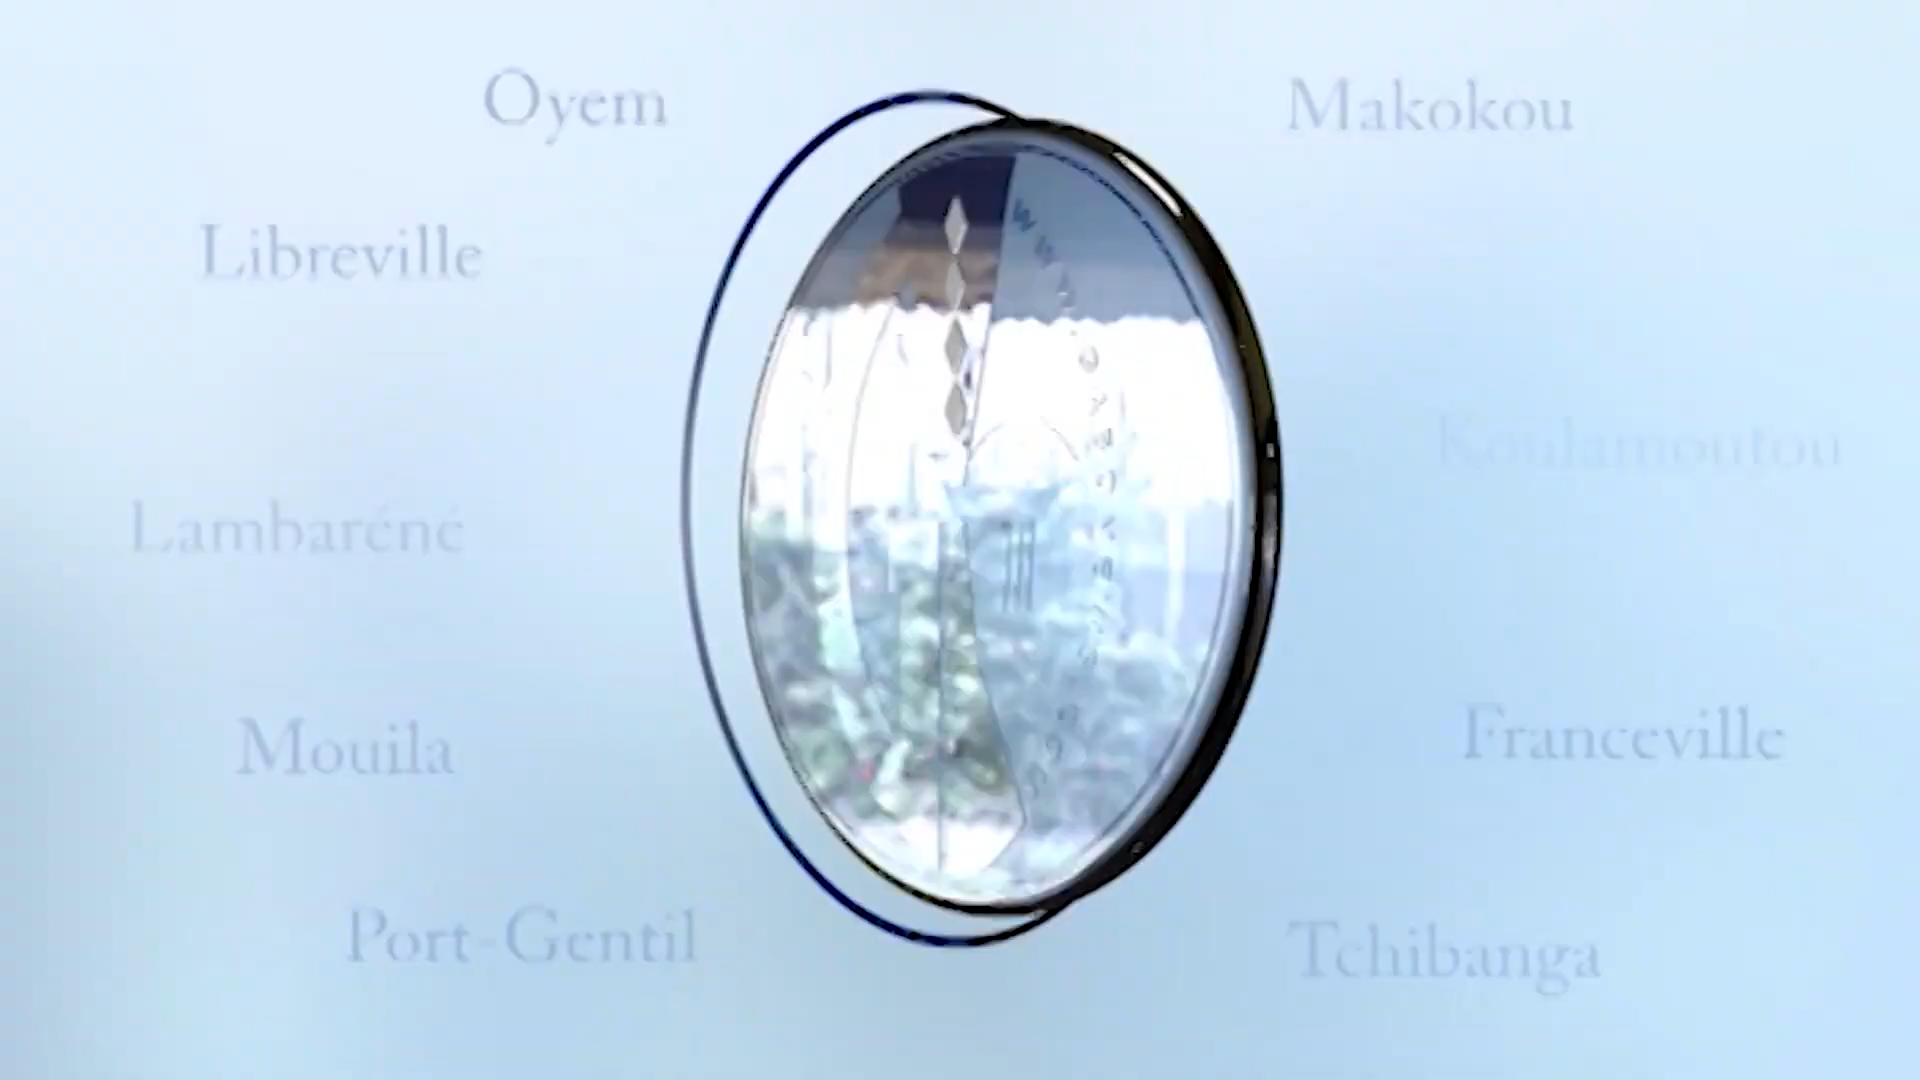 Oyem
Makokou
Libreville
Koulamoutou
Lambaréné
Mouila
Franceville
Port-Gentil
Tchibanga